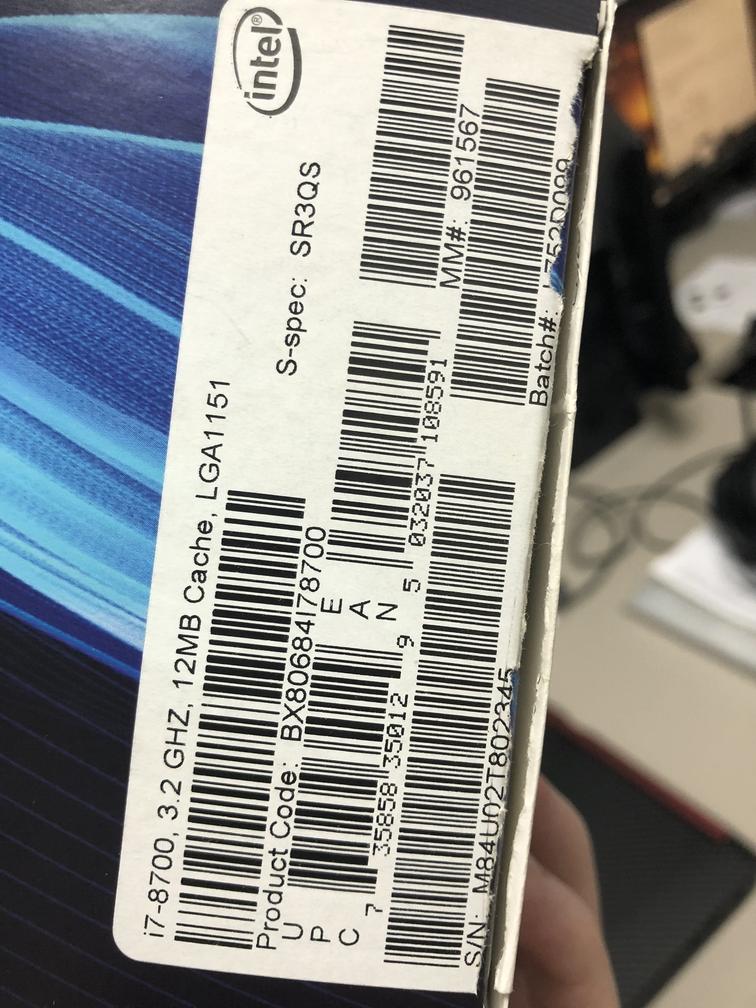 intel
i7-8700, 3.2 GHZ, 12MB Cache, LGA1151
S-spec: SR3QS
Product Code: BX80684I78700
MM#: 961567
UPC
7 35858 35012 9
EAN
5 032037 108591
Batch#:
S/N: M84U02T802345